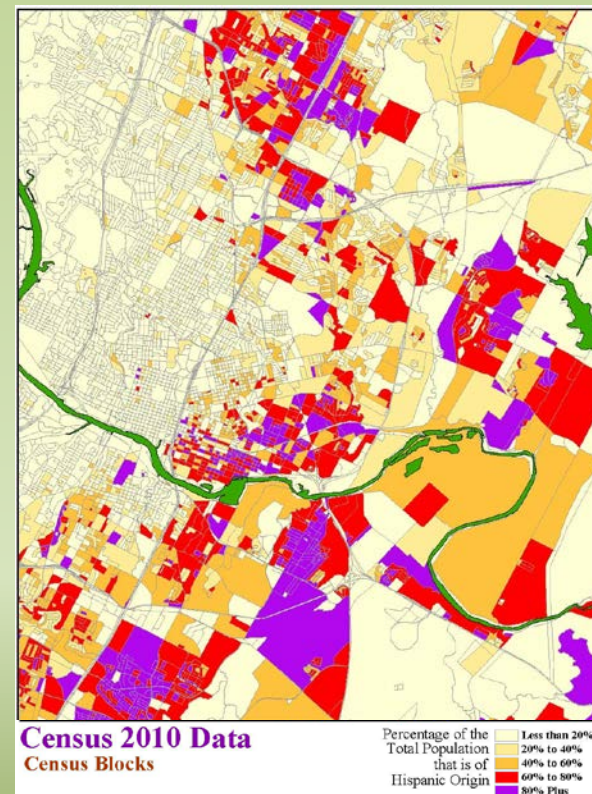 Census 2010 Data
Census Blocks
Percentage of the
Total Population
that is of
Hispanic Origin
Less than 20%
20% to 40%
40% to 60%
60% to 80%
80% Plus